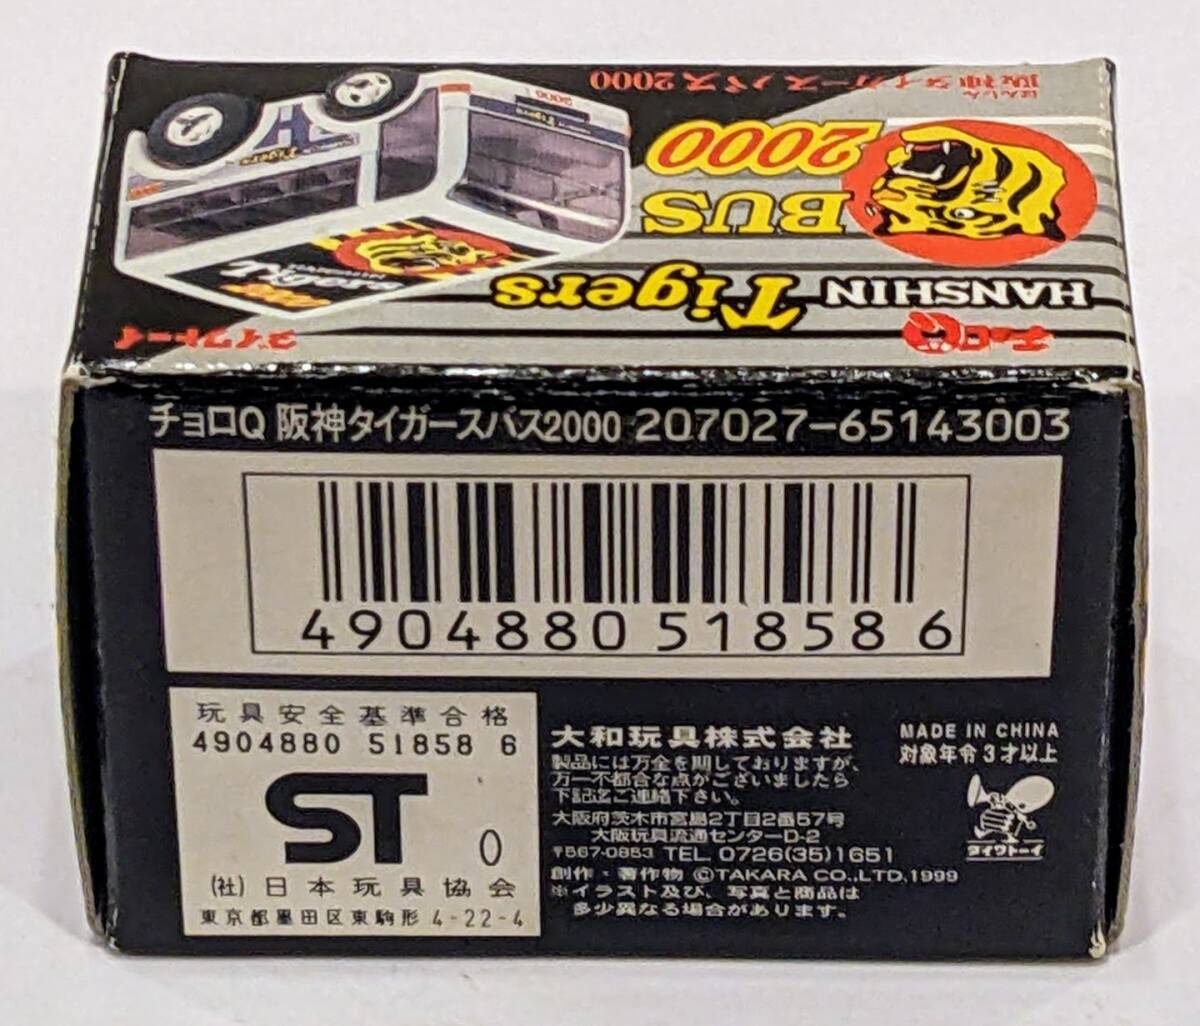 はんしん
阪神タイガースバス2000
BUS
2000
HANSHIN Tigers
チョロQ
ダイワトーイ
Tigers
2000
チョロQ 阪神タイガースバス2000 207027-65143003
4904880518586
玩具安全基準合格
4904880 51858 6
ST 0
(社)日本玩具協会
東京都墨田区東駒形 4-22-4
大和玩具株式会社
製品には万全を期しておりますが、
万一不都合な点がございましたら
下記迄ご連絡下さい。
大阪府茨木市宮島2丁目2番57号
大阪玩具流通センターD-2
〒567-0853 TEL 0726(35)1651
創作・著作物 ©TAKARA CO.,LTD,1999
※イラスト及び、写真と商品は
多少異なる場合があります。
MADE IN CHINA
対象年令3才以上
ダイワトーイ